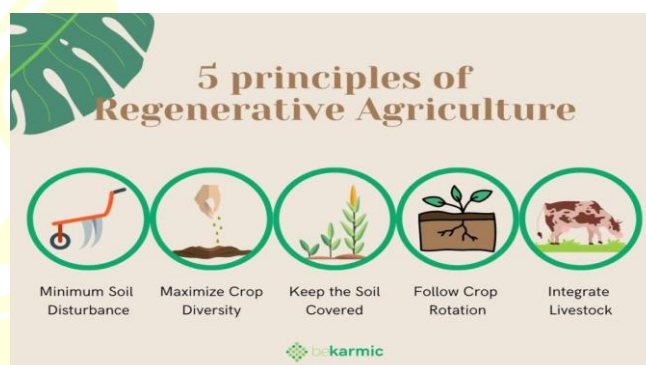 5 principles of
Regenerative Agriculture
Minimum Soil
Disturbance
Maximize Crop
Diversity
Keep the Soil
Covered
Follow Crop
Rotation
Integrate
Livestock
bekarmic